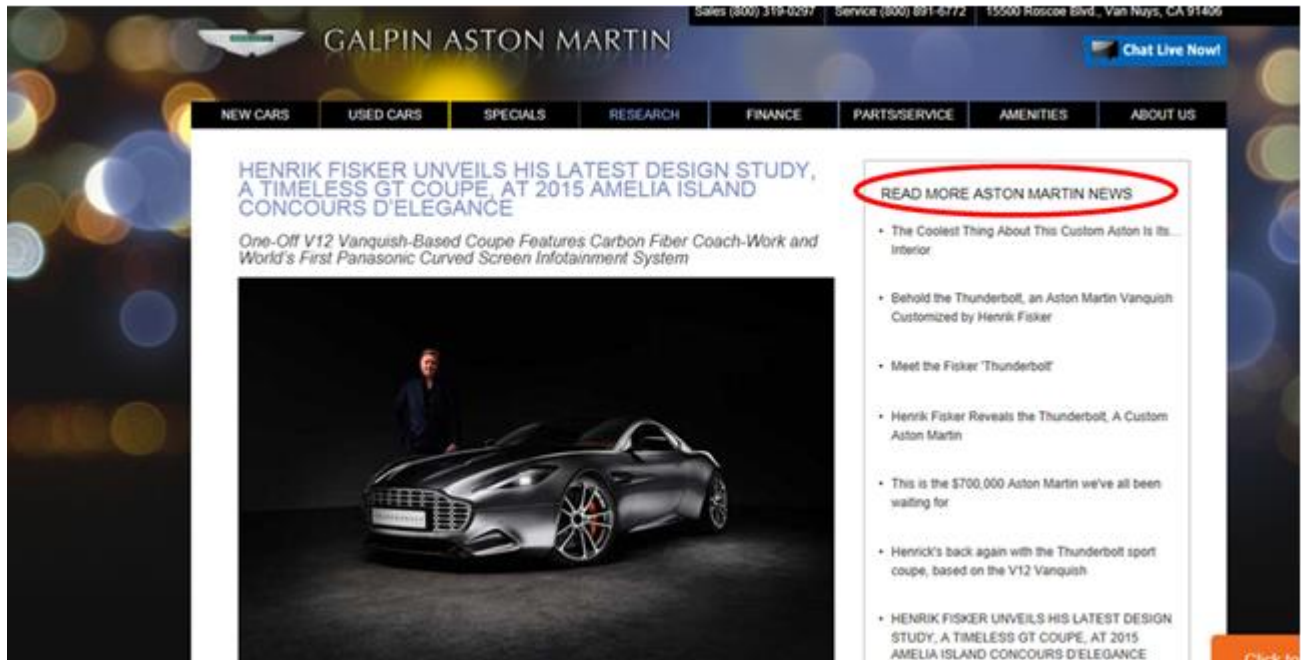 Sales (800) 319-0297 Service (800) 891-6772 15500 Roscoe Blvd., Van Nuys, CA 91406
GALPIN ASTON MARTIN
Chat Live Now!
NEW CARS USED CARS SPECIALS RESEARCH FINANCE PARTS/SERVICE AMENITIES ABOUT US
HENRIK FISKER UNVEILS HIS LATEST DESIGN STUDY,
A TIMELESS GT COUPE, AT 2015 AMELIA ISLAND
CONCOURS D'ELEGANCE
One-Off V12 Vanquish-Based Coupe Features Carbon Fiber Coach-Work and
World's First Panasonic Curved Screen Infotainment System
READ MORE ASTON MARTIN NEWS
• The Coolest Thing About This Custom Aston Is Its...
Interior
• Behold the Thunderbolt, an Aston Martin Vanquish
Customized by Henrik Fisker
• Meet the Fisker 'Thunderbolt'
• Henrik Fisker Reveals the Thunderbolt, A Custom
Aston Martin
• This is the $700,000 Aston Martin we've all been
waiting for
• Henrick's back again with the Thunderbolt sport
coupe, based on the V12 Vanquish
• HENRIK FISKER UNVEILS HIS LATEST DESIGN
STUDY, A TIMELESS GT COUPE, AT 2015
AMELIA ISLAND CONCOURS D'ELEGANCE
Click to